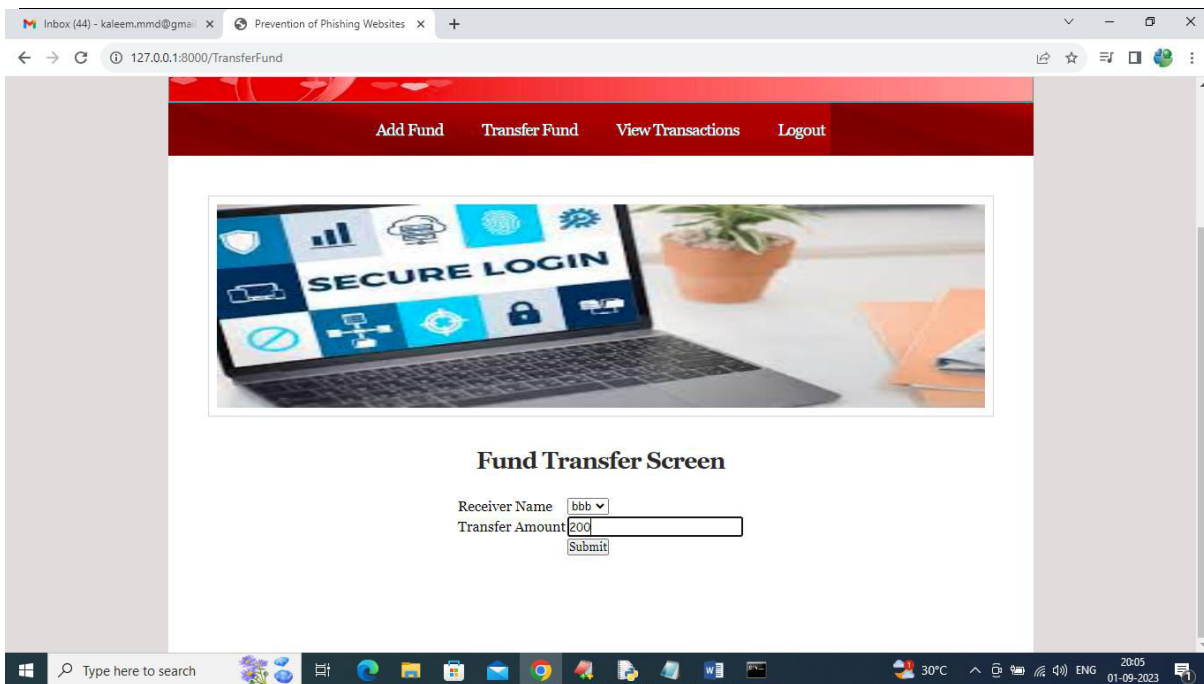 Inbox (44) - kaleem.mmd@gmai
Prevention of Phishing Websites
127.0.0.1:8000/TransferFund
Add Fund Transfer Fund View Transactions Logout
SECURE LOGIN
Fund Transfer Screen
Receiver Name bbb
Transfer Amount 200
Submit
Type here to search
30°C
ENG
20:05
01-09-2023